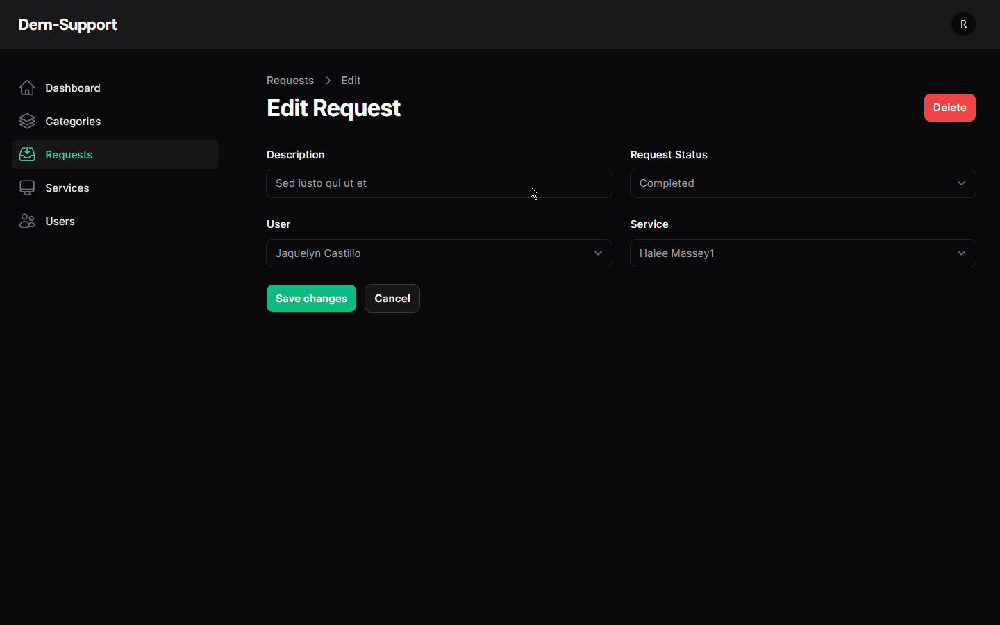 Dern-Support
R
Dashboard
Categories
Requests
Services
Users
Requests > Edit
Edit Request
Delete
Description
Sed iusto qui ut et
Request Status
Completed
User
Jaquelyn Castillo
Service
Halee Massey1
Save changes
Cancel